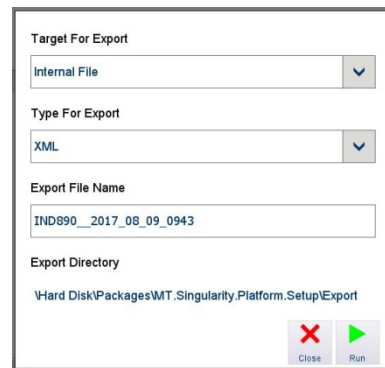 Target For Export
Internal File
Type For Export
XML
Export File Name
IND890__2017_08_09_0943
Export Directory
\Hard Disk\Packages\MT.Singularity.Platform.Setup\Export
Close Run